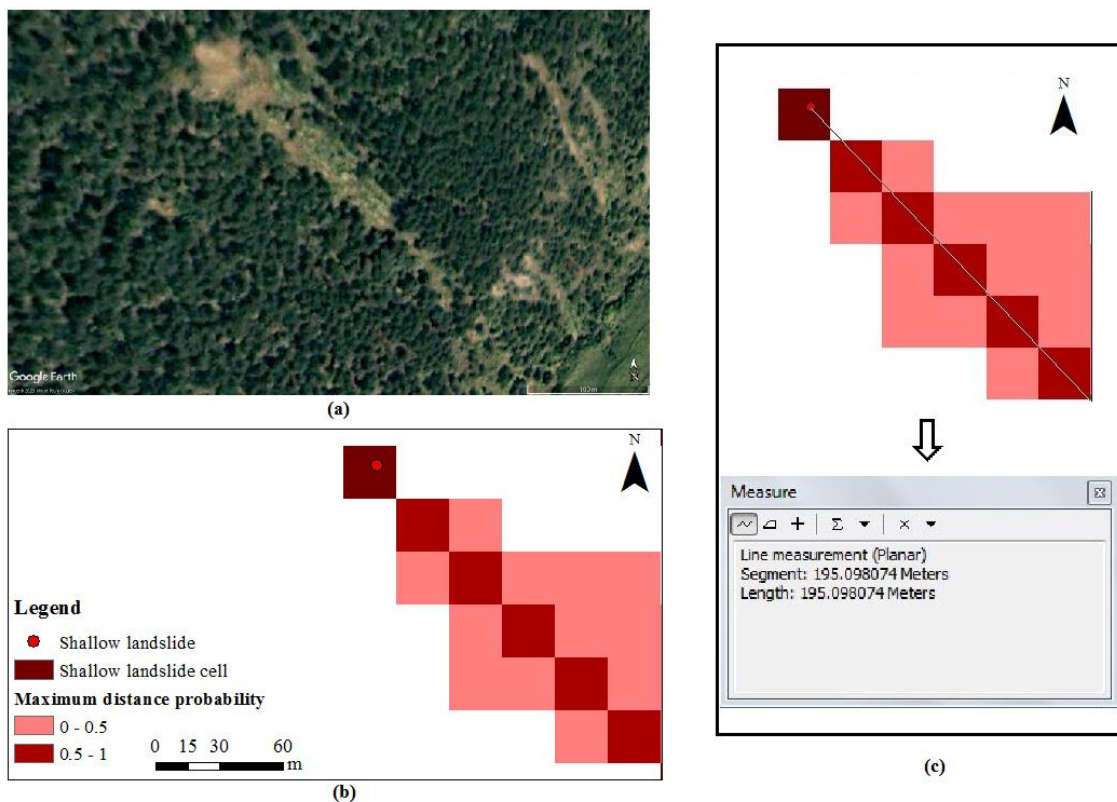 Google Earth
N
100 m
(a)
N
Legend
Shallow landslide
Shallow landslide cell
Maximum distance probability
0 - 0.5
0.5 - 1
0 15 30 60
m
(b)
N
Measure
Line measurement (Planar)
Segment: 195.098074 Meters
Length: 195.098074 Meters
(c)